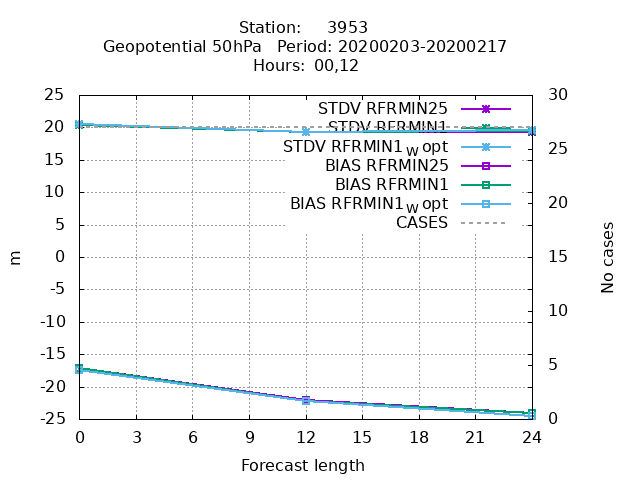 Station: 3953
Geopotential 50hPa Period: 20200203-20200217
Hours: 00,12
25
20
15
10
5
0
-5
-10
-15
-20
-25
m
STDV RFRMIN25
STDV RFRMIN1
STDV RFRMIN1_W opt
BIAS RFRMIN25
BIAS RFRMIN1
BIAS RFRMIN1_W opt
CASES
30
25
20
15
10
5
0
No cases
0 3 6 9 12 15 18 21 24
Forecast length